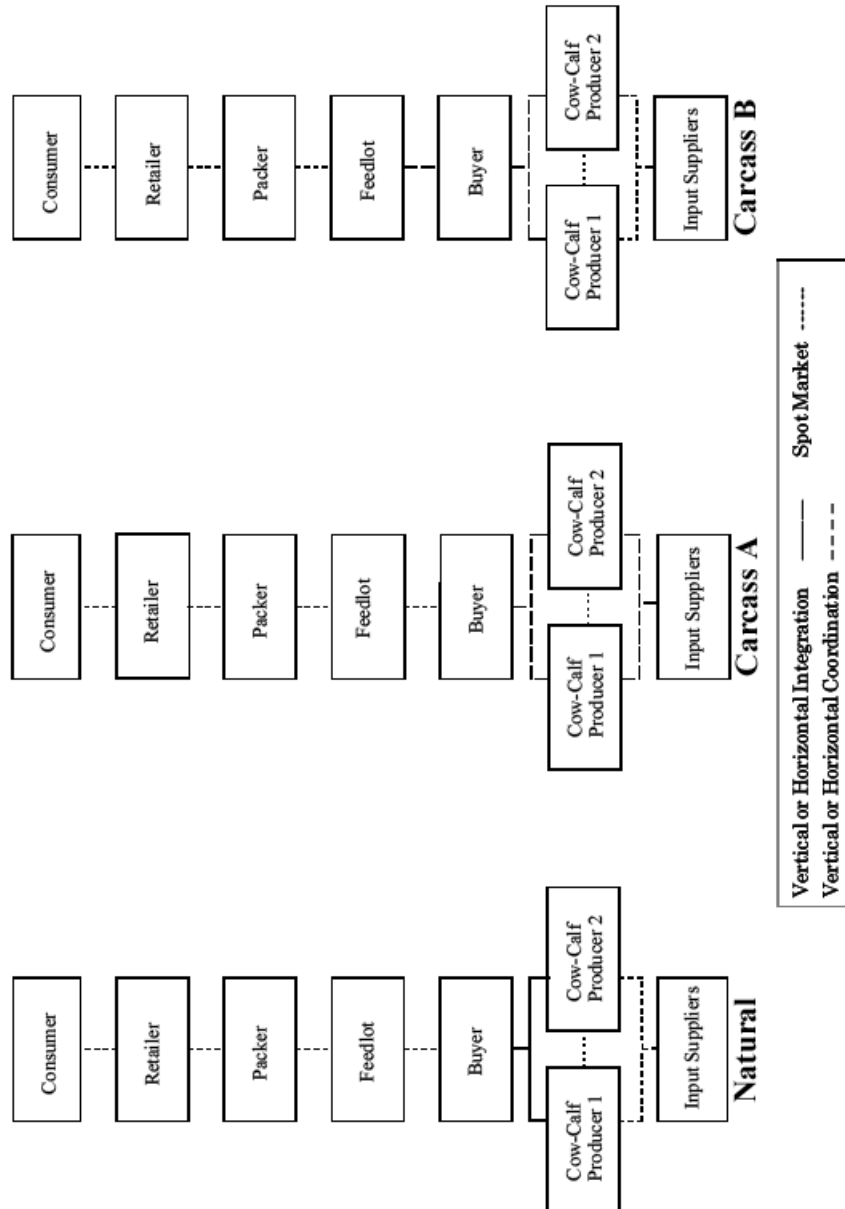 Consumer
Retailer
Packer
Feedlot
Buyer
Cow-Calf
Producer 1
Cow-Calf
Producer 2
Input Suppliers
Natural
Consumer
Retailer
Packer
Feedlot
Buyer
Cow-Calf
Producer 1
Cow-Calf
Producer 2
Input Suppliers
Carcass A
Consumer
Retailer
Packer
Feedlot
Buyer
Cow-Calf
Producer 1
Cow-Calf
Producer 2
Input Suppliers
Carcass B
Vertical or Horizontal Integration Spot Market
Vertical or Horizontal Coordination